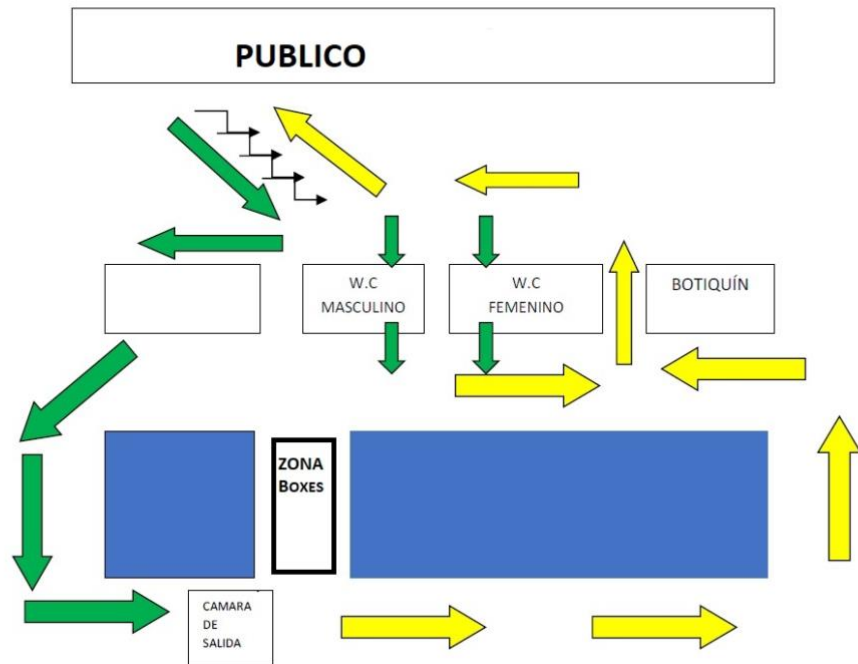 PUBLICO
W.C
MASCULINO
W.C
FEMENINO
BOTIQUÍN
ZONA
BOXES
CAMARA
DE
SALIDA